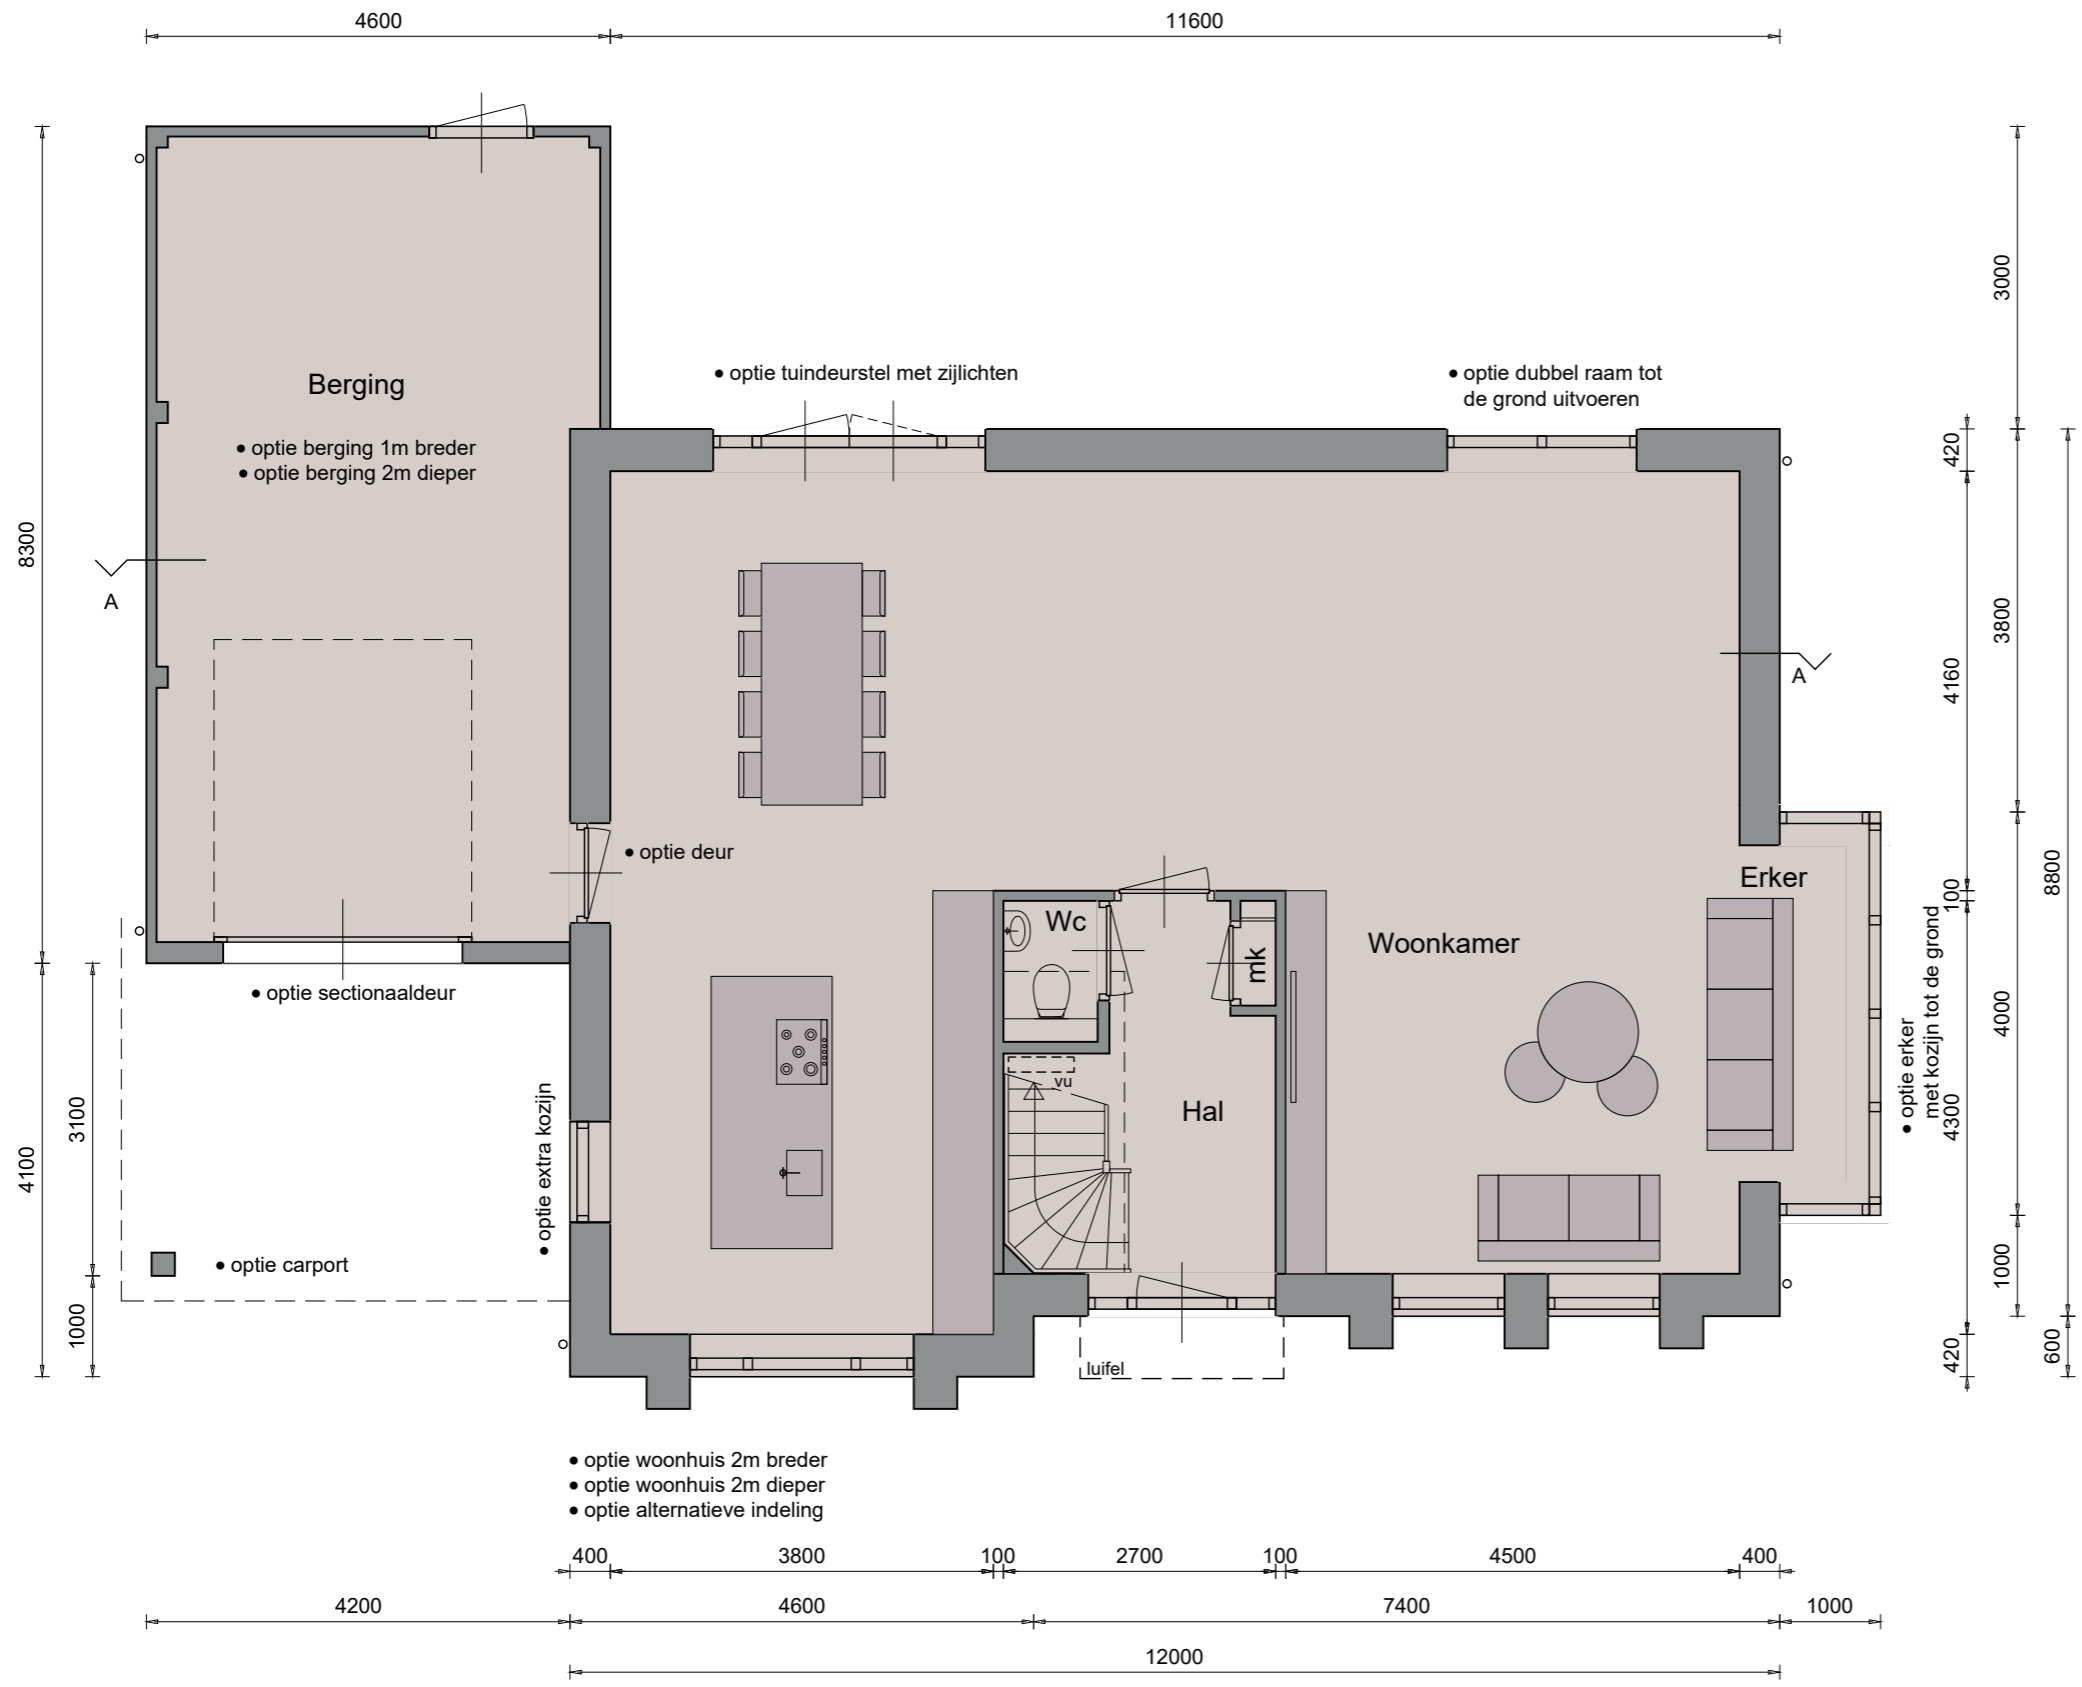 4600
11600
8300
4100
3100
1000
Berging
• optie berging 1m breder
• optie berging 2m dieper
A
• optie tuindeurstel met zijlichten
• optie dubbel raam tot
de grond uitvoeren
3000
420
3800
4160
A
8800
100
4000
4300
1000
420
600
• optie deur
Wc
mk
Woonkamer
Erker
• optie erker
met kozijn tot de grond
• optie sectionaaldeur
vu
Hal
• optie extra kozijn
• optie carport
luifel
• optie woonhuis 2m breder
• optie woonhuis 2m dieper
• optie alternatieve indeling
400
3800
100
2700
100
4500
400
4200
4600
7400
1000
12000